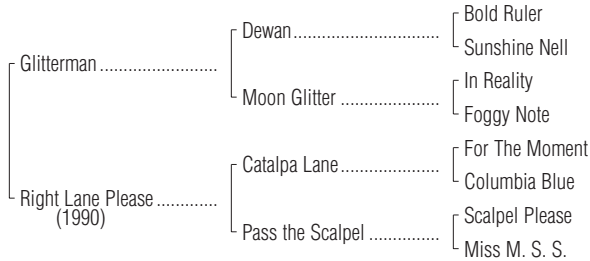 Bold Ruler
Dewan
Sunshine Nell
Glitterman
In Reality
Moon Glitter
Foggy Note
For The Moment
Catalpa Lane
Columbia Blue
Right Lane Please
(1990)
Scalpel Please
Pass the Scalpel
Miss M. S. S.